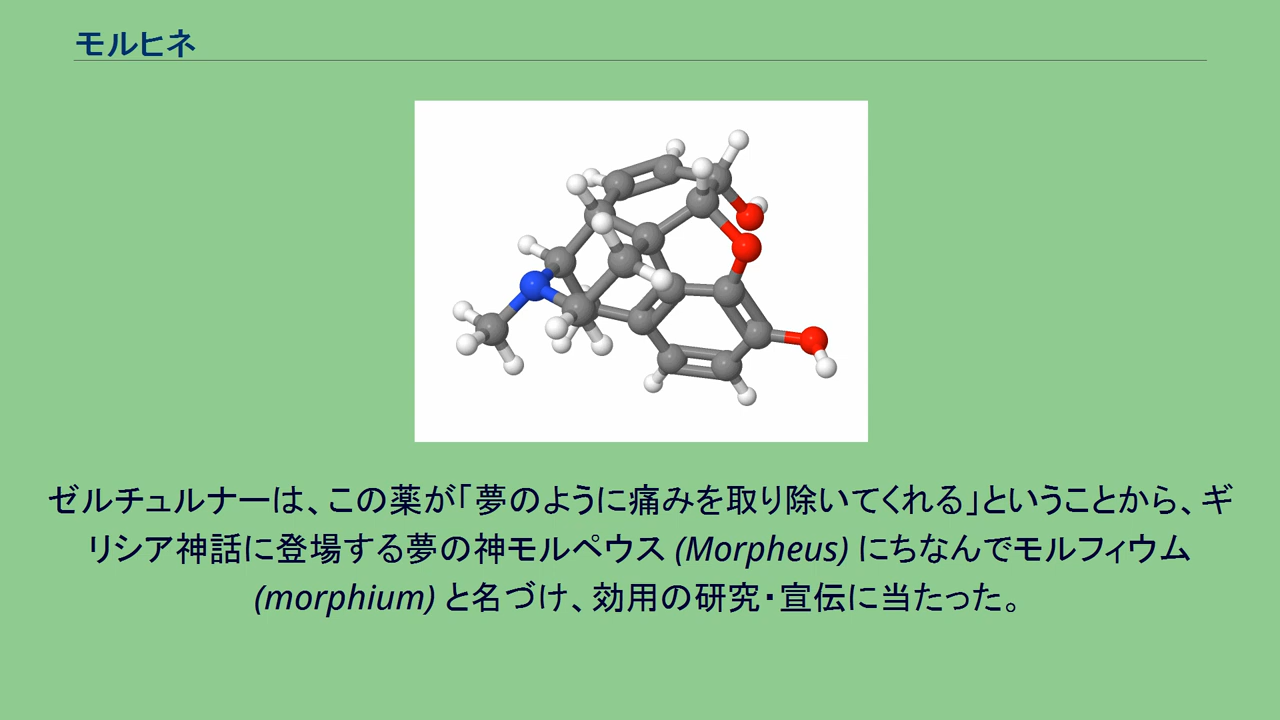 モルヒネ
ゼルチュルナーは、この薬が｢夢のように痛みを取り除いてくれる｣ということから、ギ
リシア神話に登場する夢の神モルペウス (Morpheus) にちなんでモルフィウム
(morphium) と名づけ、効用の研究・宣伝に当たった。